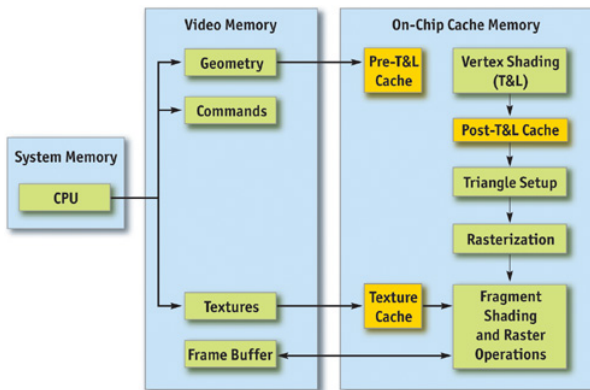 Video Memory
On-Chip Cache Memory
Geometry
Pre-T&L
Cache
Vertex Shading
(T&L)
Commands
Post-T&L Cache
System Memory
CPU
Triangle Setup
Rasterization
Textures
Texture
Cache
Fragment
Shading
and Raster
Operations
Frame Buffer